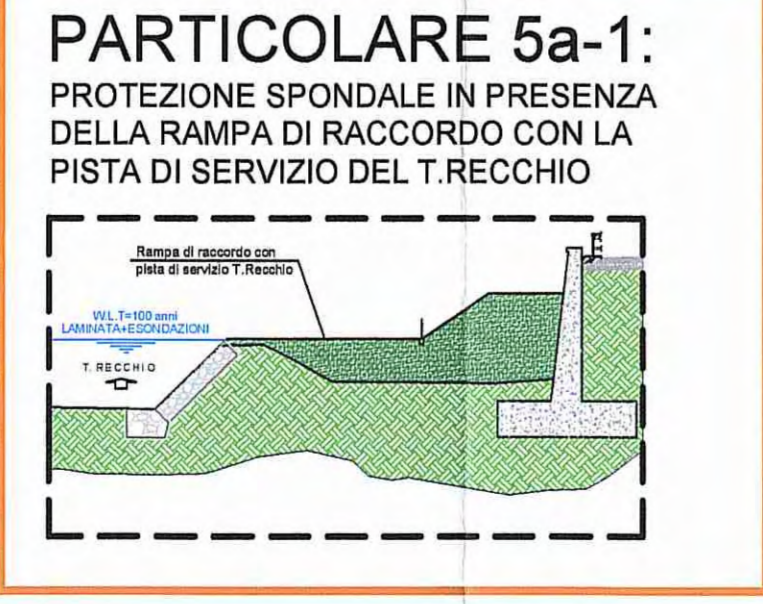 PARTICOLARE 5a-1:
PROTEZIONE SPONDALE IN PRESENZA
DELLA RAMPA DI RACCORDO CON LA
PISTA DI SERVIZIO DEL T.RECCHIO
Rampa di raccordo con
pista di servizio T.Recchio
W.L.T=100 anni
LAMINATA+ESONDAZIONI
T. RECCHIO